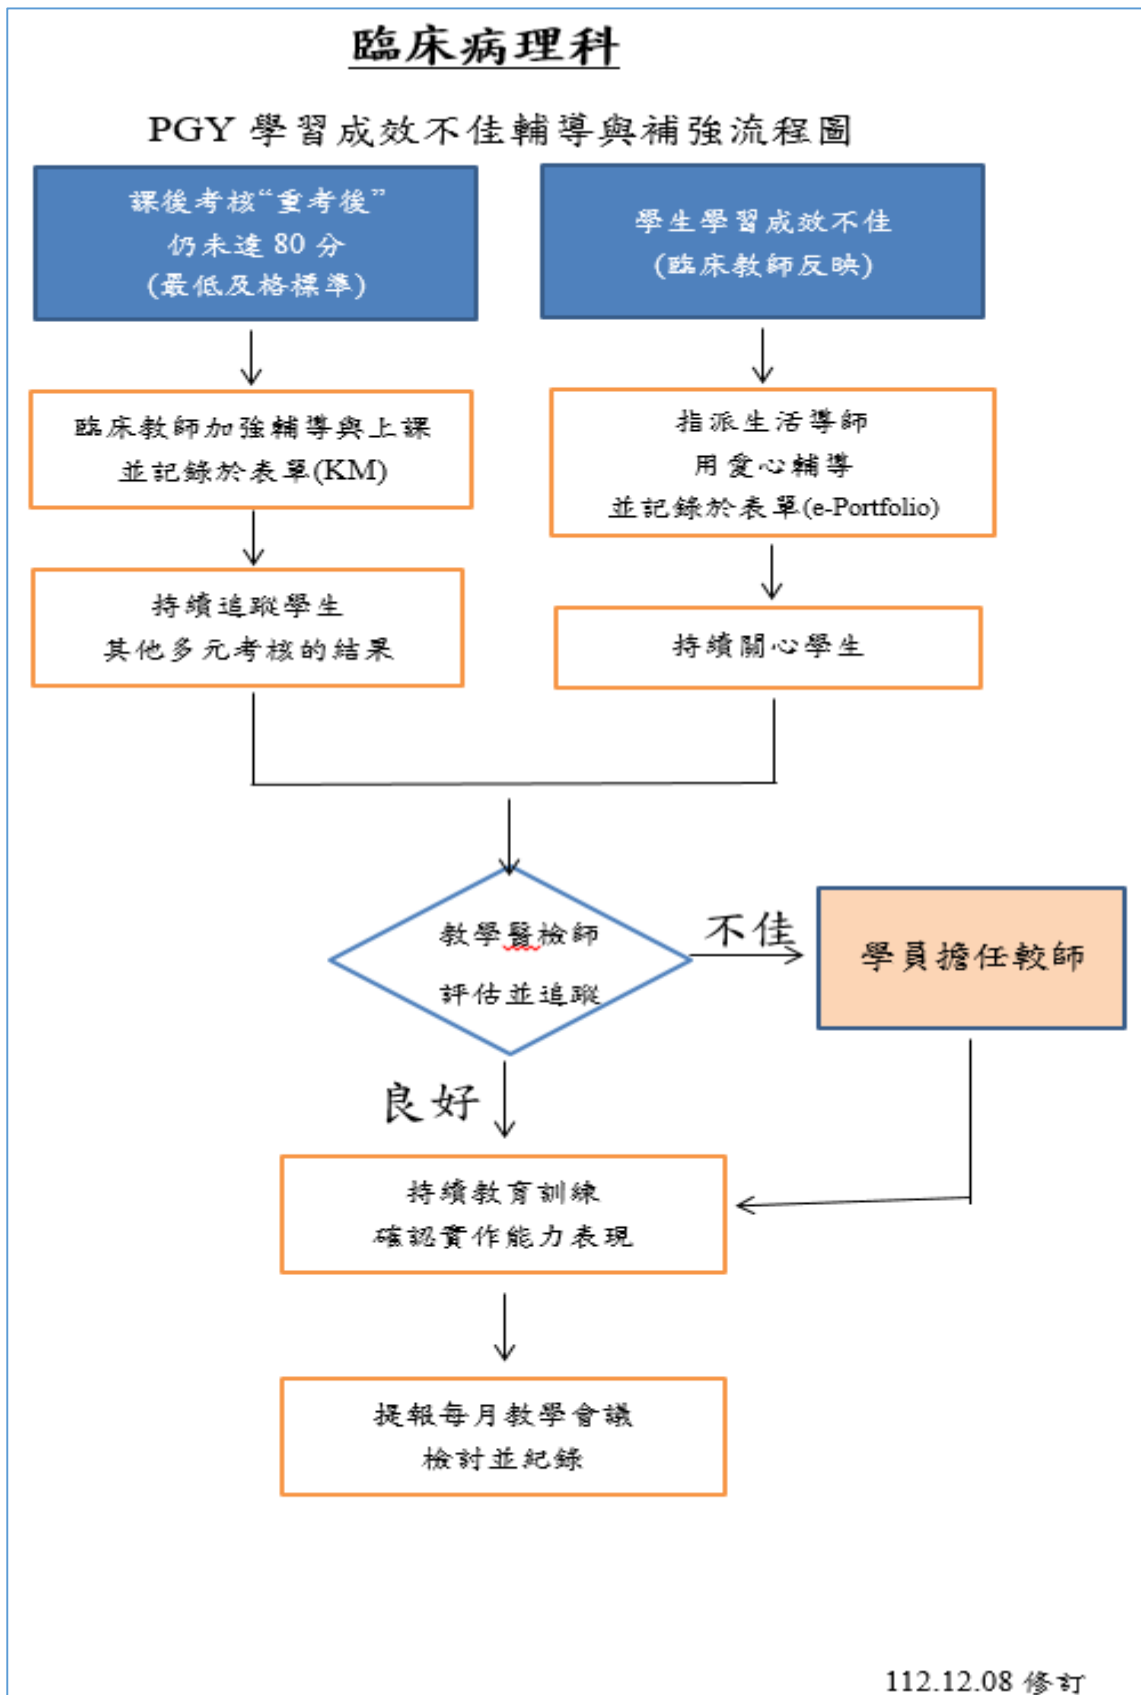 臨床病理科
PGY 學習成效不佳輔導與補強流程圖
課後考核“重考後”
仍未達 80 分
(最低及格標準)
學生學習成效不佳
(臨床教師反映)
臨床教師加強輔導與上課
並記錄於表單(KM)
指派生活導師
用愛心輔導
並記錄於表單(e-Portfolio)
持續追蹤學生
其他多元考核的結果
持續關心學生
教學醫檢師
評估並追蹤
不佳
學員擔任較師
良好
持續教育訓練
確認實作能力表現
提報每月教學會議
檢討並紀錄
112.12.08 修訂